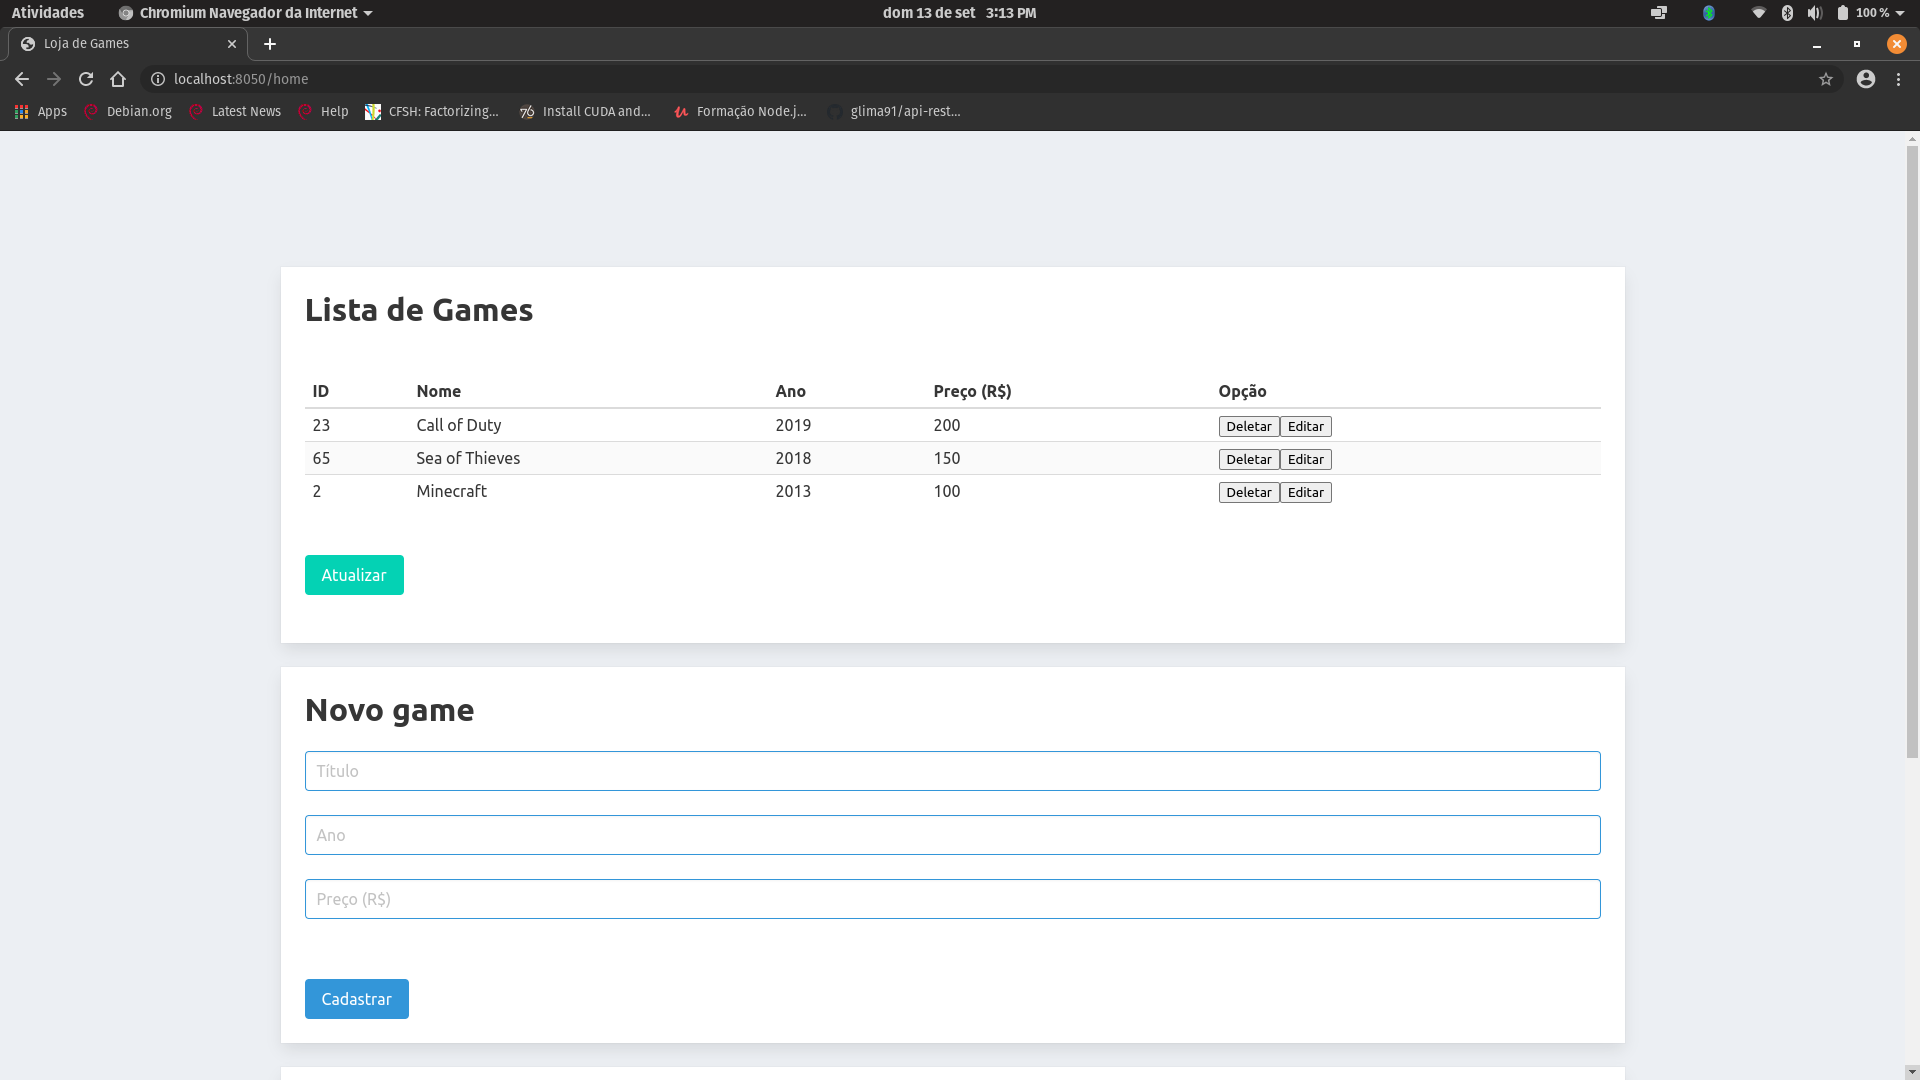 Atividades Chromium Navegador da Internet dom 13 de set 3:13 PM 100 %
Loja de Games
localhost:8050/home
Apps Debian.org Latest News Help CFSH: Factorizing... Install CUDA and... Formação Node.j... glima91/api-rest...
Lista de Games
ID Nome Ano Preço (R$) Opção
23 Call of Duty 2019 200 Deletar Editar
65 Sea of Thieves 2018 150 Deletar Editar
2 Minecraft 2013 100 Deletar Editar
Atualizar
Novo game
Título
Ano
Preço (R$)
Cadastrar